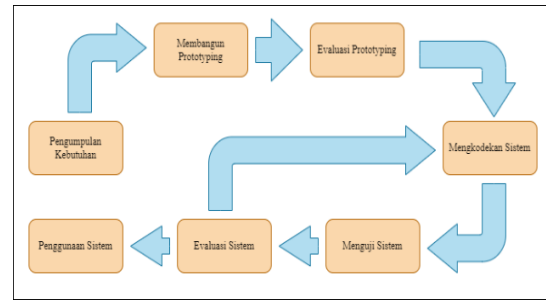 Membangun
Prototyping
Evaluasi Prototyping
Pengumpulan
Kebutuhan
Mengkodekan Sistem
Penggunaan Sistem
Evaluasi Sistem
Menguji Sistem